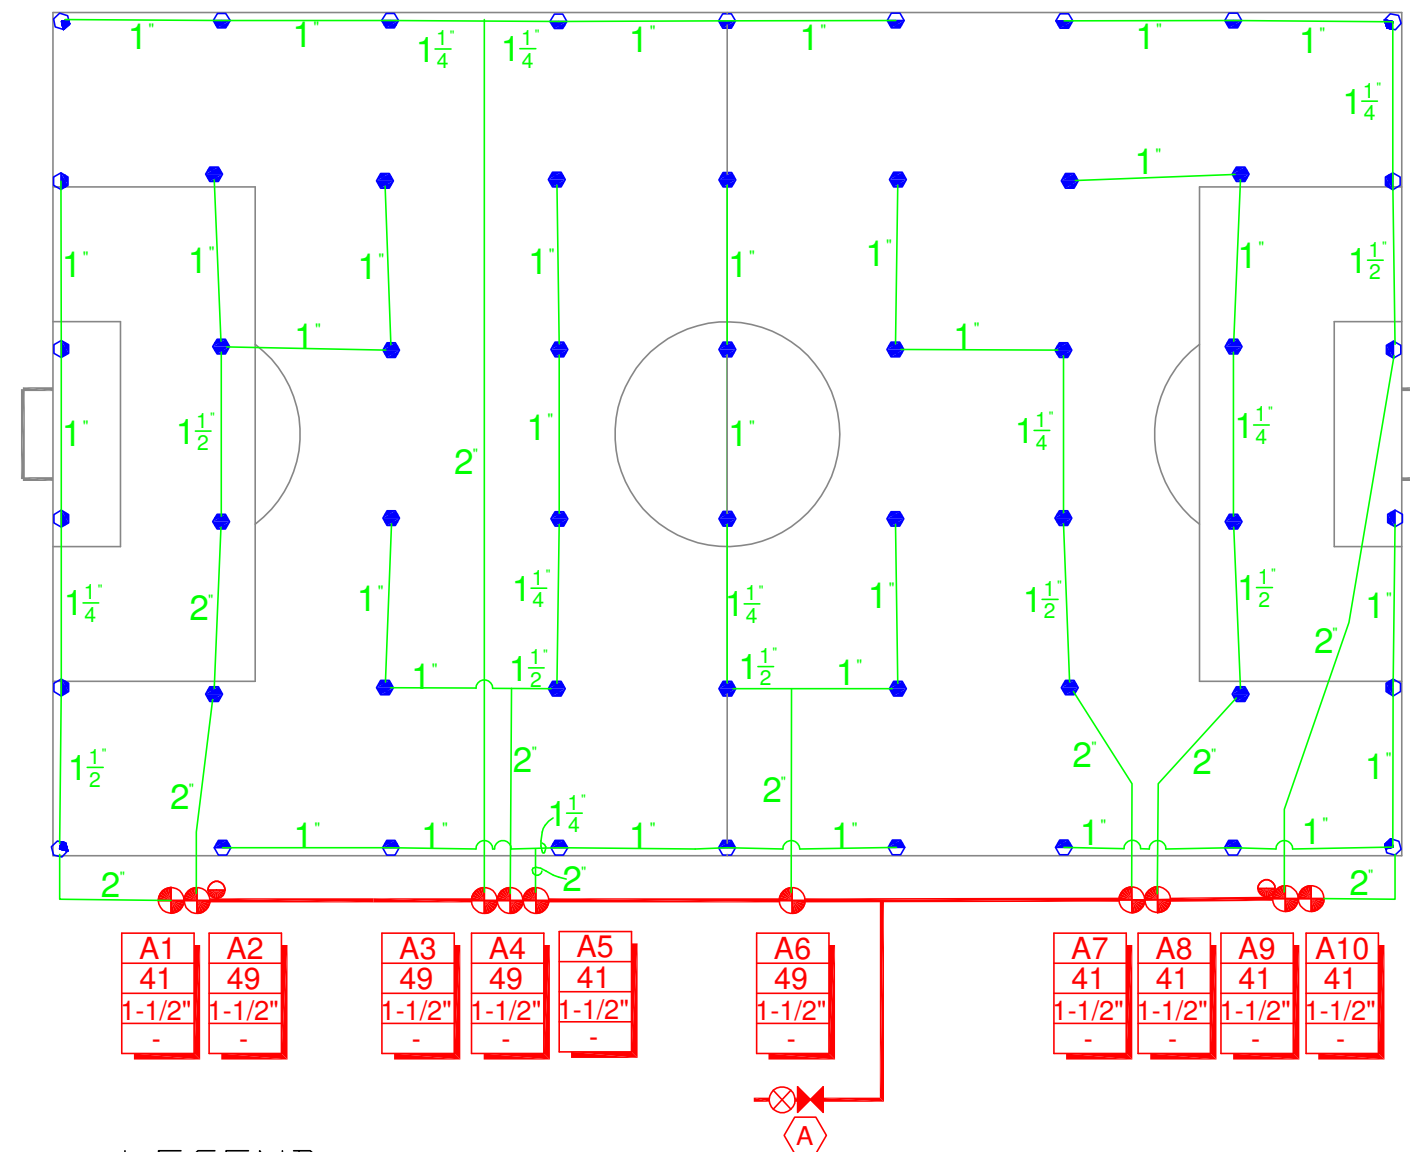 1" 1" 1 1/4" 1 1/4" 1" 1" 1" 1"
1 1/4"
1"
1" 1" 1" 1" 1" 1" 1" 1 1/2"
1" 1"
1" 1 1/2" 2" 1" 1" 1 1/4" 1 1/4"
1 1/4" 2" 1" 1 1/4" 1 1/4" 1" 1 1/2" 1 1/2" 1"
2"
1" 1 1/2" 1 1/2" 1"
1 1/2" 2" 2" 2" 2" 2" 1"
1 1/4"
1" 1" 1" 1" 1" 1"
2" 2" 2"
A1 A2 A3 A4 A5 A6 A7 A8 A9 A10
41 49 49 49 41 49 41 41 41 41
1-1/2" 1-1/2" 1-1/2" 1-1/2" 1-1/2" 1-1/2" 1-1/2" 1-1/2" 1-1/2" 1-1/2"
- - - - - - - - - -
A